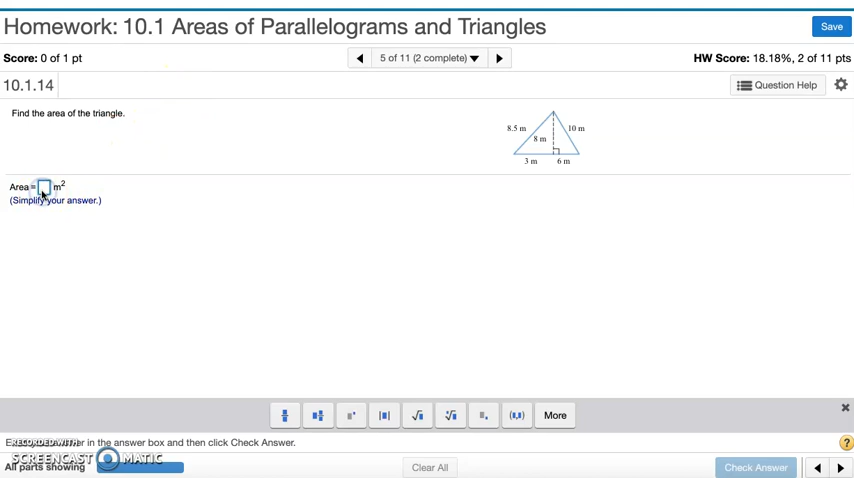 Homework: 10.1 Areas of Parallelograms and Triangles
Save
Score: 0 of 1 pt
5 of 11 (2 complete)
HW Score: 18.18%, 2 of 11 pts
10.1.14
Question Help
Find the area of the triangle.
8.5 m
10 m
8 m
3 m
6 m
Area = m²
(Simplify your answer.)
More
er in the answer box and then click Check Answer.
RECORDED WITH
SCREENCAST MATIC
All parts showing
Clear All
Check Answer